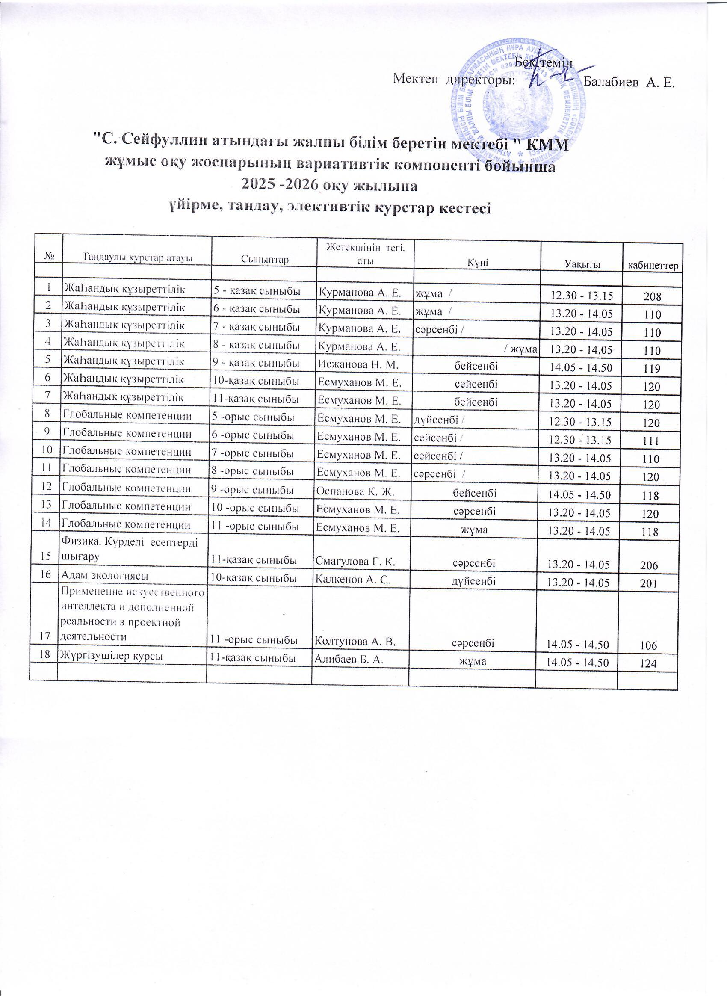 Бекітемін
Мектеп директоры: Балабиев А. Е.
"С. Сейфуллин атындағы жалпы білім беретін мектебі " КММ
жұмыс оқу жоспарының вариативтік компоненті бойынша
2025 -2026 оқу жылына
үйірме, таңдау, элективтік курстар кестесі
№ Таңдаулы курстар атауы Сыныптар Жетекшінің тегі. аты Күні Уақыты кабинеттер
1 Жаһандық құзыреттілік 5 - қазақ сыныбы Курманова А. Е. жұма / 12.30 - 13.15 208
2 Жаһандық құзыреттілік 6 - қазақ сыныбы Курманова А. Е. жұма / 13.20 - 14.05 110
3 Жаһандық құзыреттілік 7 - қазақ сыныбы Курманова А. Е. сәрсенбі / 13.20 - 14.05 110
4 Жаһандық құзыреттілік 8 - қазақ сыныбы Курманова А. Е. / жұма 13.20 - 14.05 110
5 Жаһандық құзыреттілік 9 - қазақ сыныбы Исжанова Н. М. бейсенбі 14.05 - 14.50 119
6 Жаһандық құзыреттілік 10-қазақ сыныбы Есмуханов М. Е. сейсенбі 13.20 - 14.05 120
7 Жаһандық құзыреттілік 11-қазақ сыныбы Есмуханов М. Е. бейсенбі 13.20 - 14.05 120
8 Глобальные компетенции 5 -орыс сыныбы Есмуханов М. Е. дүйсенбі / 12.30 - 13.15 120
9 Глобальные компетенции 6 -орыс сыныбы Есмуханов М. Е. сейсенбі / 12.30 - 13.15 111
10 Глобальные компетенции 7 -орыс сыныбы Есмуханов М. Е. сейсенбі / 13.20 - 14.05 110
11 Глобальные компетенции 8 -орыс сыныбы Есмуханов М. Е. сәрсенбі / 13.20 - 14.05 120
12 Глобальные компетенции 9 -орыс сыныбы Оспанова К. Ж. бейсенбі 14.05 - 14.50 118
13 Глобальные компетенции 10 -орыс сыныбы Есмуханов М. Е. сәрсенбі 13.20 - 14.05 120
14 Глобальные компетенции 11 -орыс сыныбы Есмуханов М. Е. жұма 13.20 - 14.05 118
Физика. Күрделі есептерді
15 шығару 11-қазақ сыныбы Смагулова Г. К. сәрсенбі 13.20 - 14.05 206
16 Адам экологиясы 10-қазақ сыныбы Калкенов А. С. дүйсенбі 13.20 - 14.05 201
Применение искусственного
интеллекта и дополненной
реальности в проектной
17 деятельности 11 -орыс сыныбы Колтунова А. В. сәрсенбі 14.05 - 14.50 106
18 Жүргізушілер курсы 11-қазақ сыныбы Алибаев Б. А. жұма 14.05 - 14.50 124